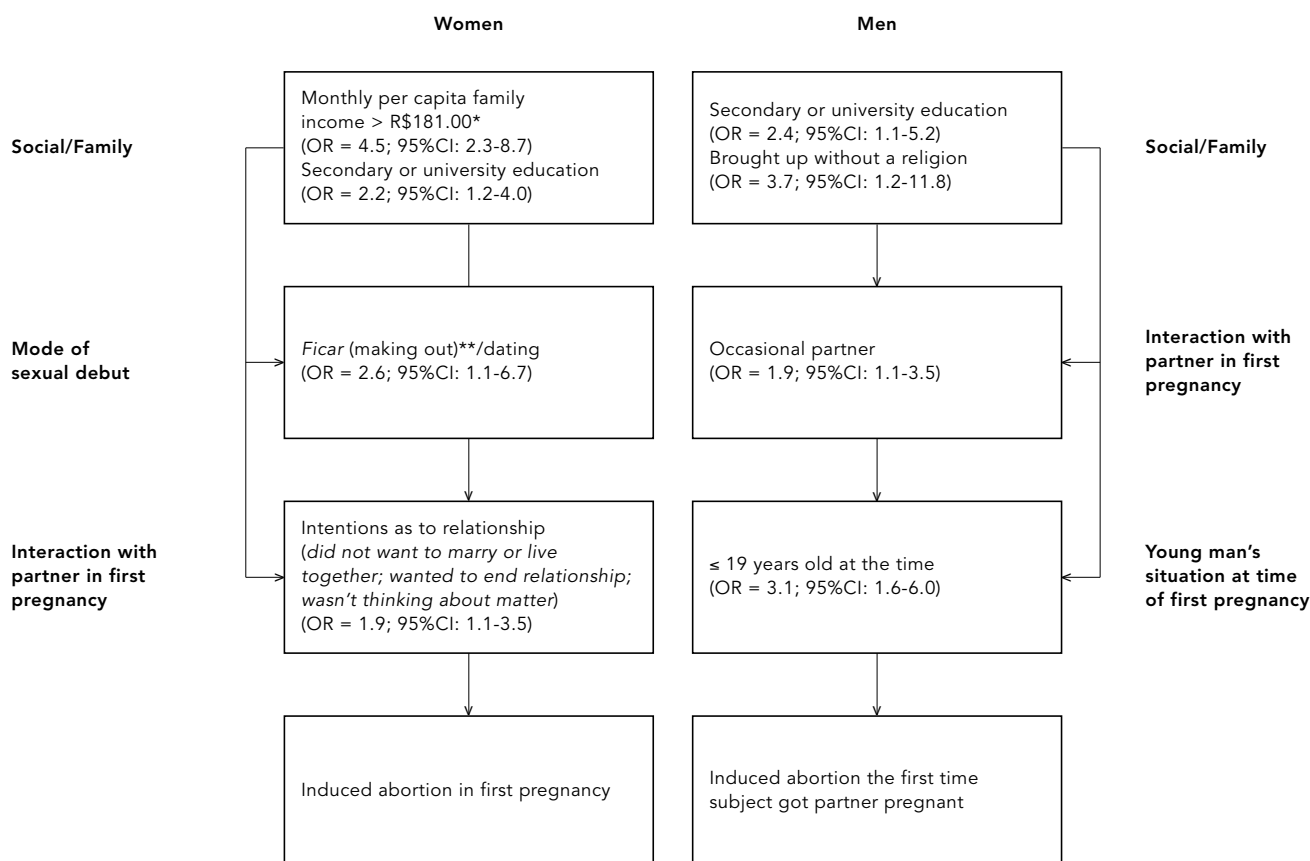 Women
Men
Social/Family
Monthly per capita family
income > R$181.00*
(OR = 4.5; 95%CI: 2.3-8.7)
Secondary or university education
(OR = 2.2; 95%CI: 1.2-4.0)
Secondary or university education
(OR = 2.4; 95%CI: 1.1-5.2)
Brought up without a religion
(OR = 3.7; 95%CI: 1.2-11.8)
Social/Family
Mode of
sexual debut
Ficar (making out)**/dating
(OR = 2.6; 95%CI: 1.1-6.7)
Occasional partner
(OR = 1.9; 95%CI: 1.1-3.5)
Interaction with
partner in first
pregnancy
Interaction with
partner in first
pregnancy
Intentions as to relationship
(did not want to marry or live
together; wanted to end relationship;
wasn't thinking about matter)
(OR = 1.9; 95%CI: 1.1-3.5)
≤ 19 years old at the time
(OR = 3.1; 95%CI: 1.6-6.0)
Young man's
situation at time
of first pregnancy
Induced abortion in first pregnancy
Induced abortion the first time
subject got partner pregnant